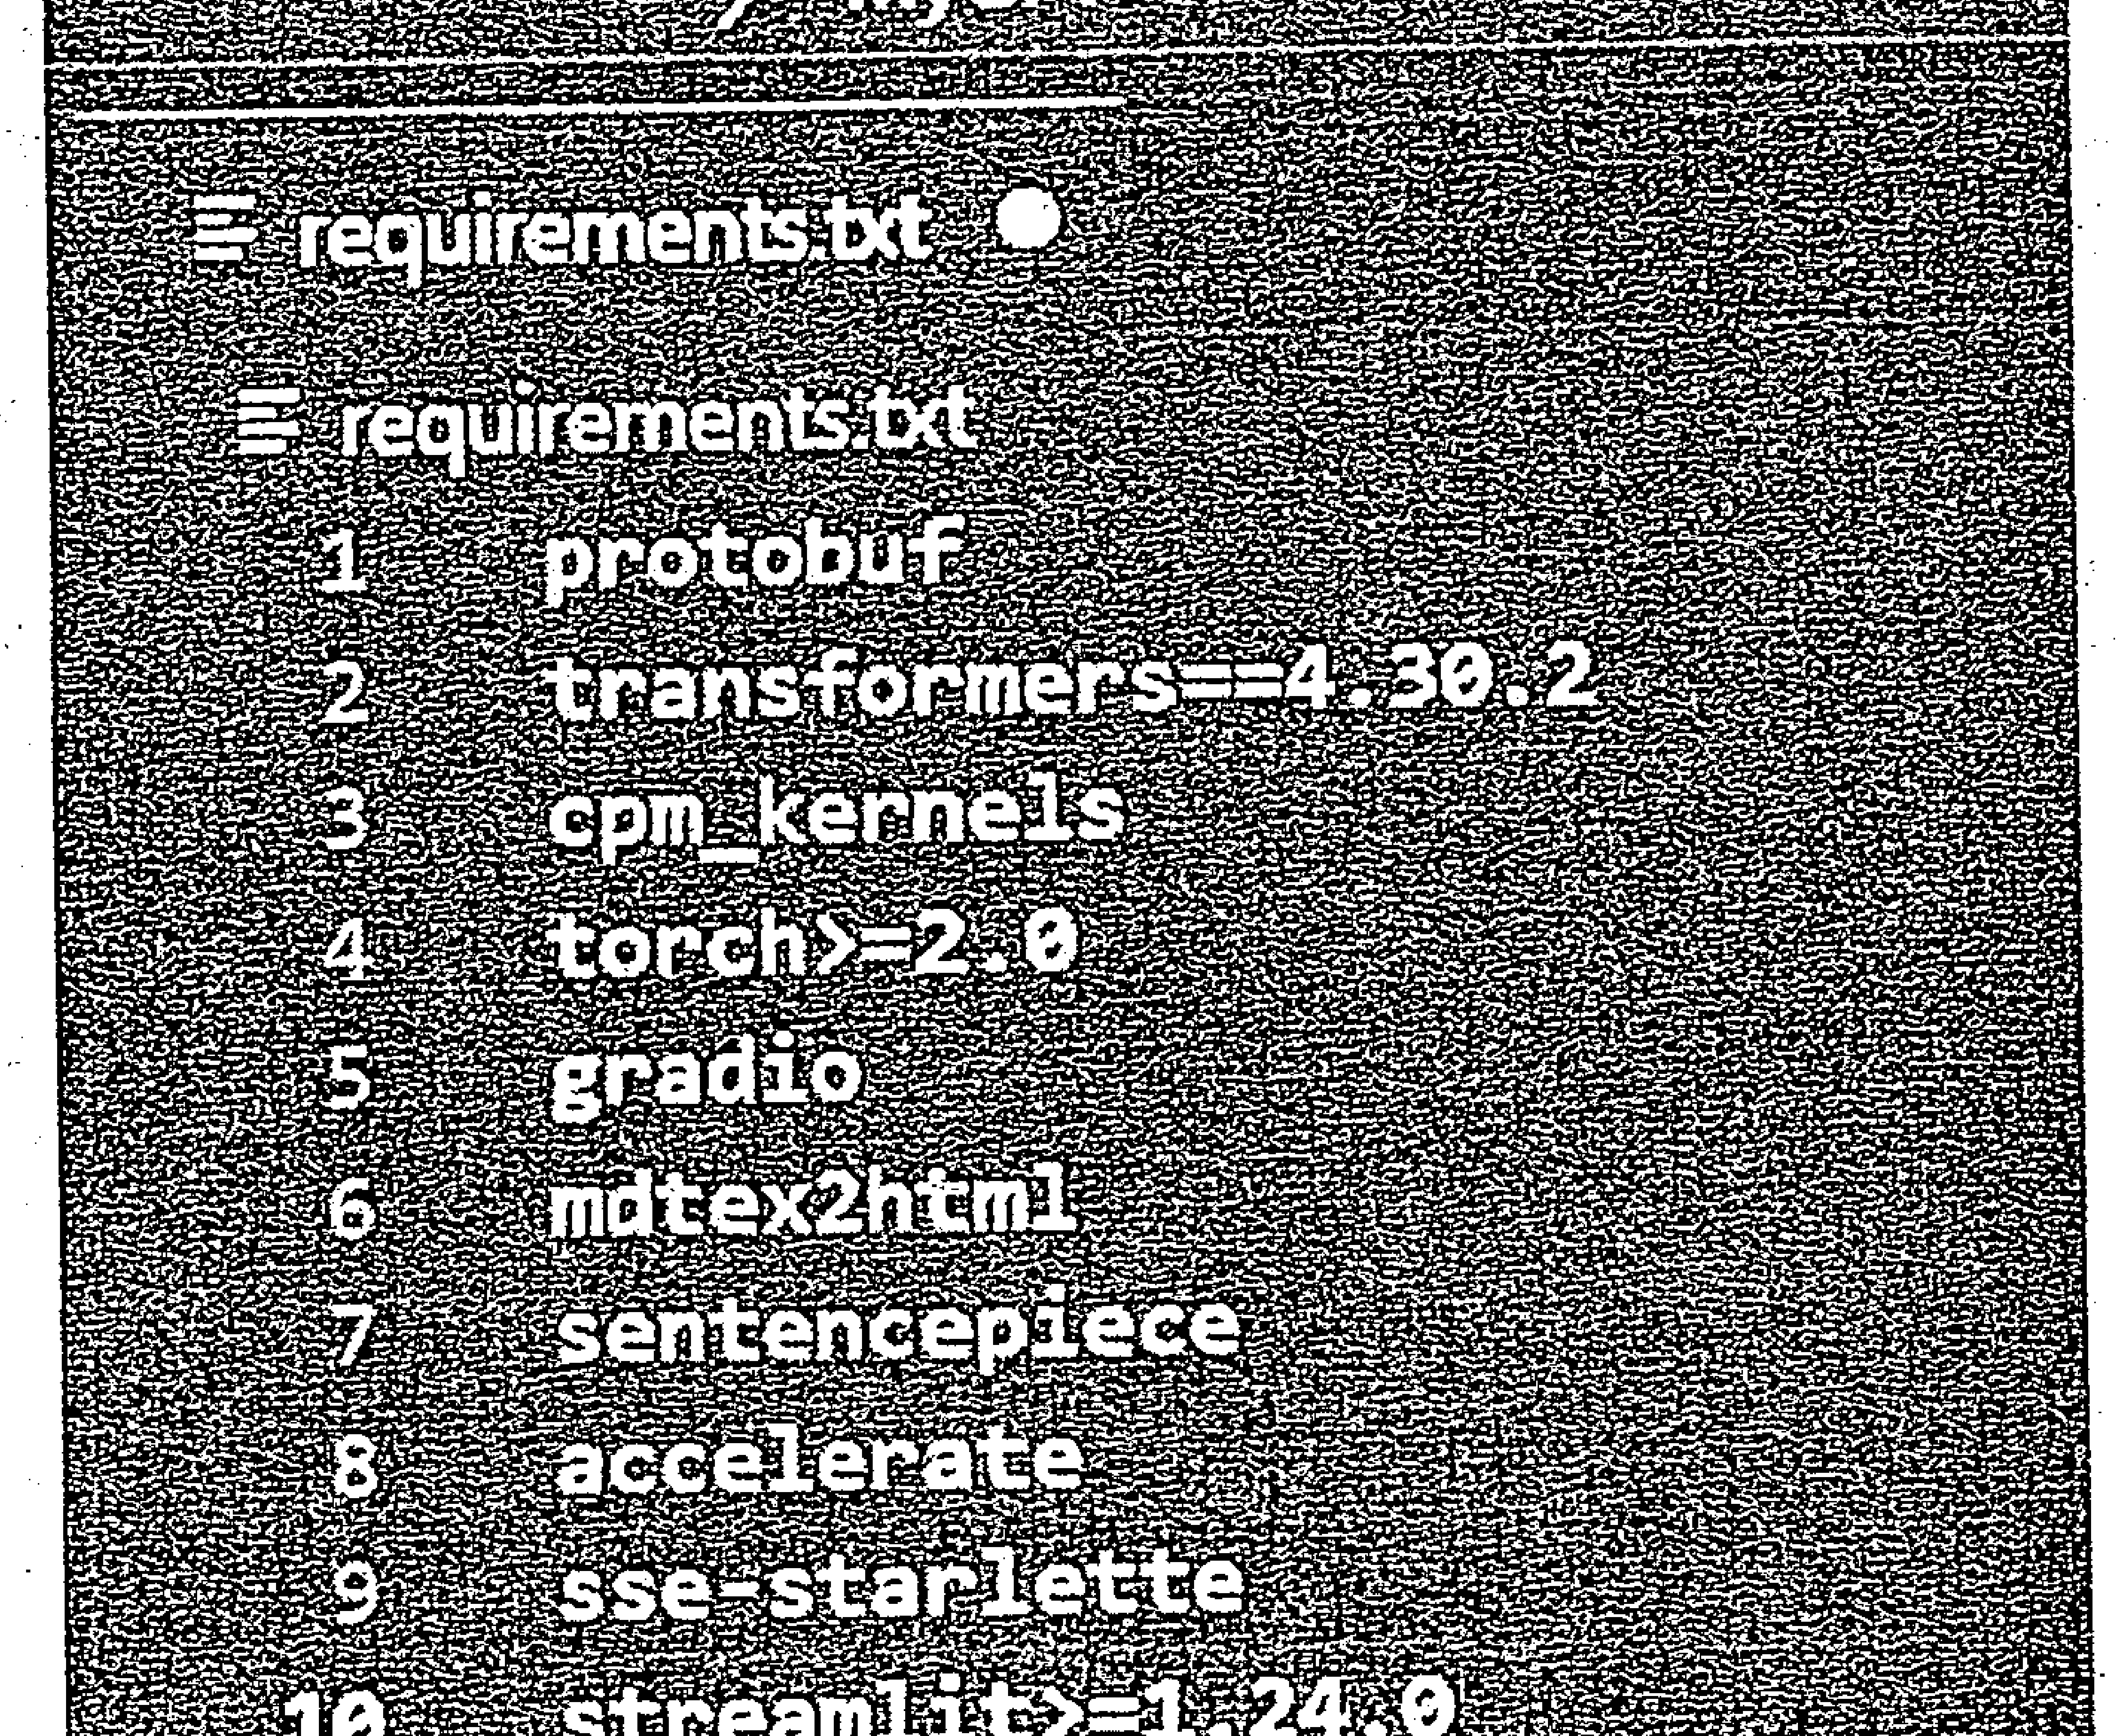 requirements.txt
requirements.txt
1 protobuf
2 transformers==4.30.2
3 cpm_kernels
4 torch>=2.0
5 gradio
6 mdtex2html
7 sentencepiece
8 accelerate
9 sse-starlette
10 streamlit>=1.24.0